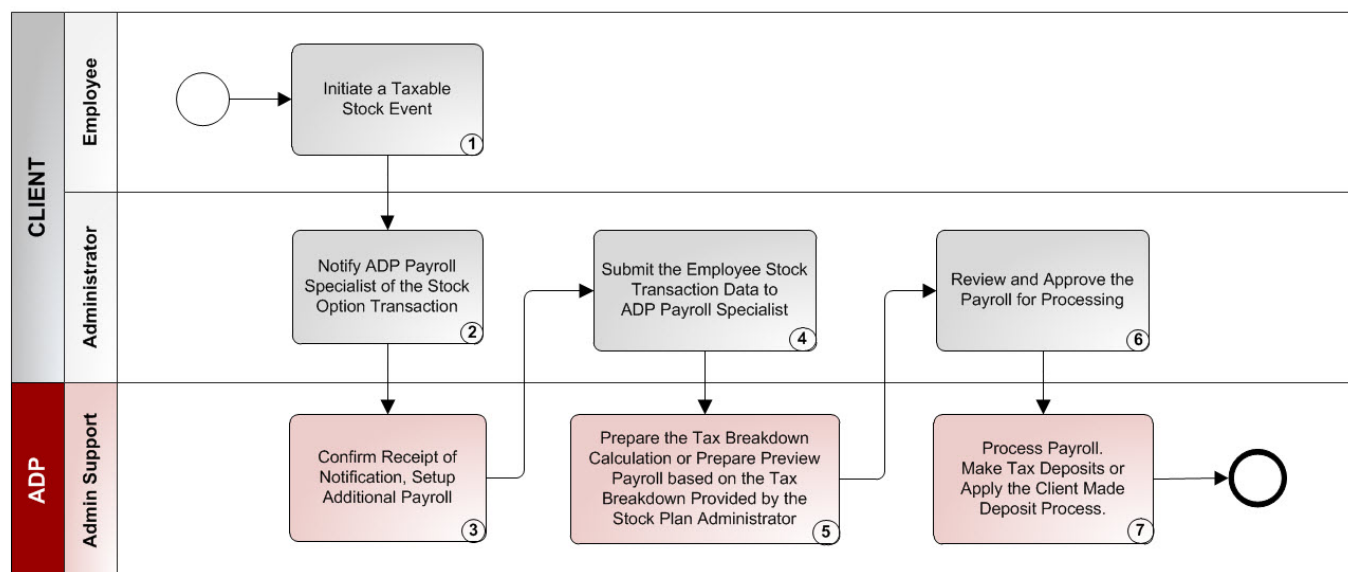 CLIENT
Employee
Initiate a Taxable
Stock Event
1
Administrator
Notify ADP Payroll
Specialist of the Stock
Option Transaction
2
Submit the Employee Stock
Transaction Data to
ADP Payroll Specialist
4
Review and Approve the
Payroll for Processing
6
ADP
Admin Support
Confirm Receipt of
Notification, Setup
Additional Payroll
3
Prepare the Tax Breakdown
Calculation or Prepare Preview
Payroll based on the Tax
Breakdown Provided by the
Stock Plan Administrator
5
Process Payroll.
Make Tax Deposits or
Apply the Client Made
Deposit Process.
7